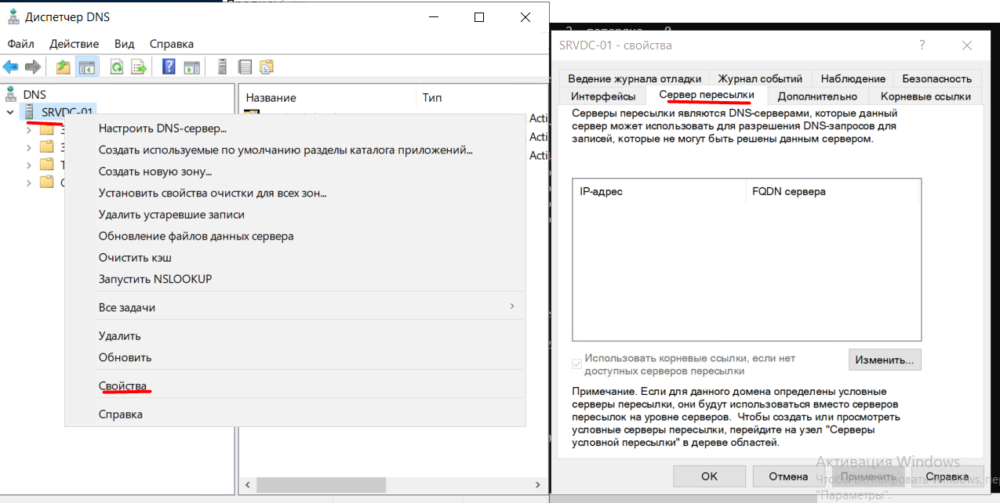 Диспетчер DNS
Файл Действие Вид Справка
DNS
SRVDC-01
Название Тип
Acti
Acti
Acti
Настроить DNS-сервер...
Создать используемые по умолчанию разделы каталога приложений...
Создать новую зону...
Установить свойства очистки для всех зон...
Удалить устаревшие записи
Обновление файлов данных сервера
Очистить кэш
Запустить NSLOOKUP
Все задачи
Удалить
Обновить
Свойства
Справка
SRVDC-01 - свойства
Ведение журнала отладки Журнал событий Наблюдение Безопасность
Интерфейсы Сервер пересылки Дополнительно Корневые ссылки
Серверы пересылки являются DNS-серверами, которые данный
сервер может использовать для разрешения DNS-запросов для
записей, которые не могут быть решены данным сервером.
IP-адрес FQDN сервера
Использовать корневые ссылки, если нет
доступных серверов пересылки
Изменить...
Примечание. Если для данного домена определены условные
серверы пересылки, они будут использоваться вместо серверов
пересылок на уровне серверов. Чтобы создать или просмотреть
условные серверы пересылки, перейдите на узел "Серверы
условной пересылки" в дереве областей.
OK Отмена Применить Справка
Активация Windows
Чтобы активировать Windows, пе
"Параметры".